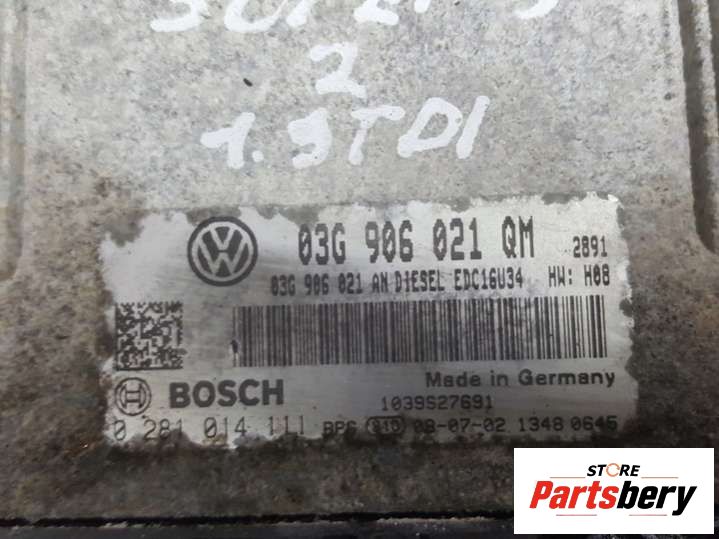 2
1.9TDI
03G 906 021 QM 2891
03G 906 021 AN DIESEL EDC16U34 HW: H08
BOSCH Made in Germany
1039S27691
0 281 014 111 BPS 08-07-02 1348 0645
STORE
Partsbery